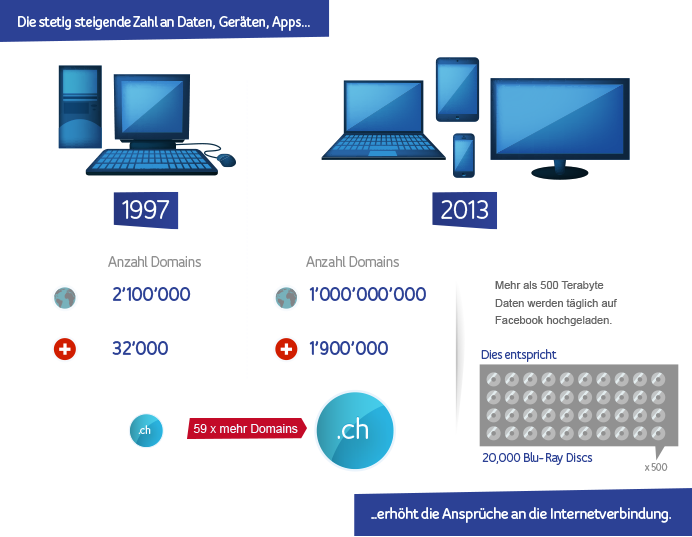 Die stetig steigende Zahl an Daten, Geräten, Apps...
1997
2013
Anzahl Domains
Anzahl Domains
2'100'000
1'000'000'000
32'000
1'900'000
.ch
59 x mehr Domains
.ch
Mehr als 500 Terabyte
Daten werden täglich auf
Facebook hochgeladen.
Dies entspricht
20,000 Blu-Ray Discs
x 500
...erhöht die Ansprüche an die Internetverbindung.